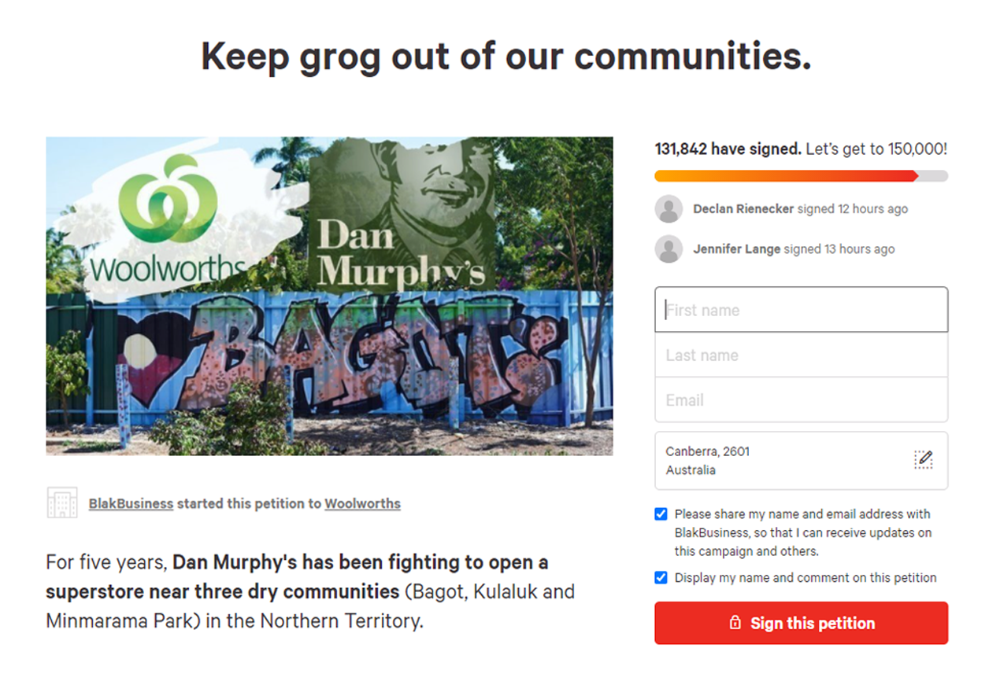 Keep grog out of our communities.
woolworths
Dan
Murphy's
BAGOT
BlakBusiness started this petition to Woolworths
For five years, Dan Murphy's has been fighting to open a
superstore near three dry communities (Bagot, Kulaluk and
Minmarama Park) in the Northern Territory.
131,842 have signed. Let's get to 150,000!
Declan Rienecker signed 12 hours ago
Jennifer Lange signed 13 hours ago
First name
Last name
Email
Canberra, 2601
Australia
Please share my name and email address with
BlakBusiness, so that I can receive updates on
this campaign and others.
Display my name and comment on this petition
Sign this petition